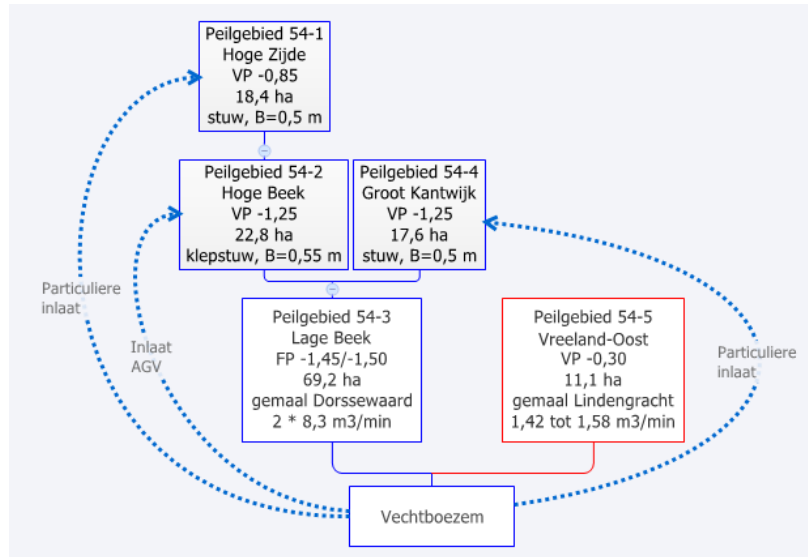 Peilgebied 54-1
Hoge Zijde
VP -0,85
18,4 ha
stuw, B=0,5 m
Peilgebied 54-2
Hoge Beek
VP -1,25
22,8 ha
klepstuw, B=0,55 m
Peilgebied 54-4
Groot Kantwijk
VP -1,25
17,6 ha
stuw, B=0,5 m
Particuliere
inlaat
Inlaat
AGV
Peilgebied 54-3
Lage Beek
FP -1,45/-1,50
69,2 ha
gemaal Dorssewaard
2 * 8,3 m3/min
Peilgebied 54-5
Vreeland-Oost
VP -0,30
11,1 ha
gemaal Lindengracht
1,42 tot 1,58 m3/min
Particuliere
inlaat
Vechtboezem